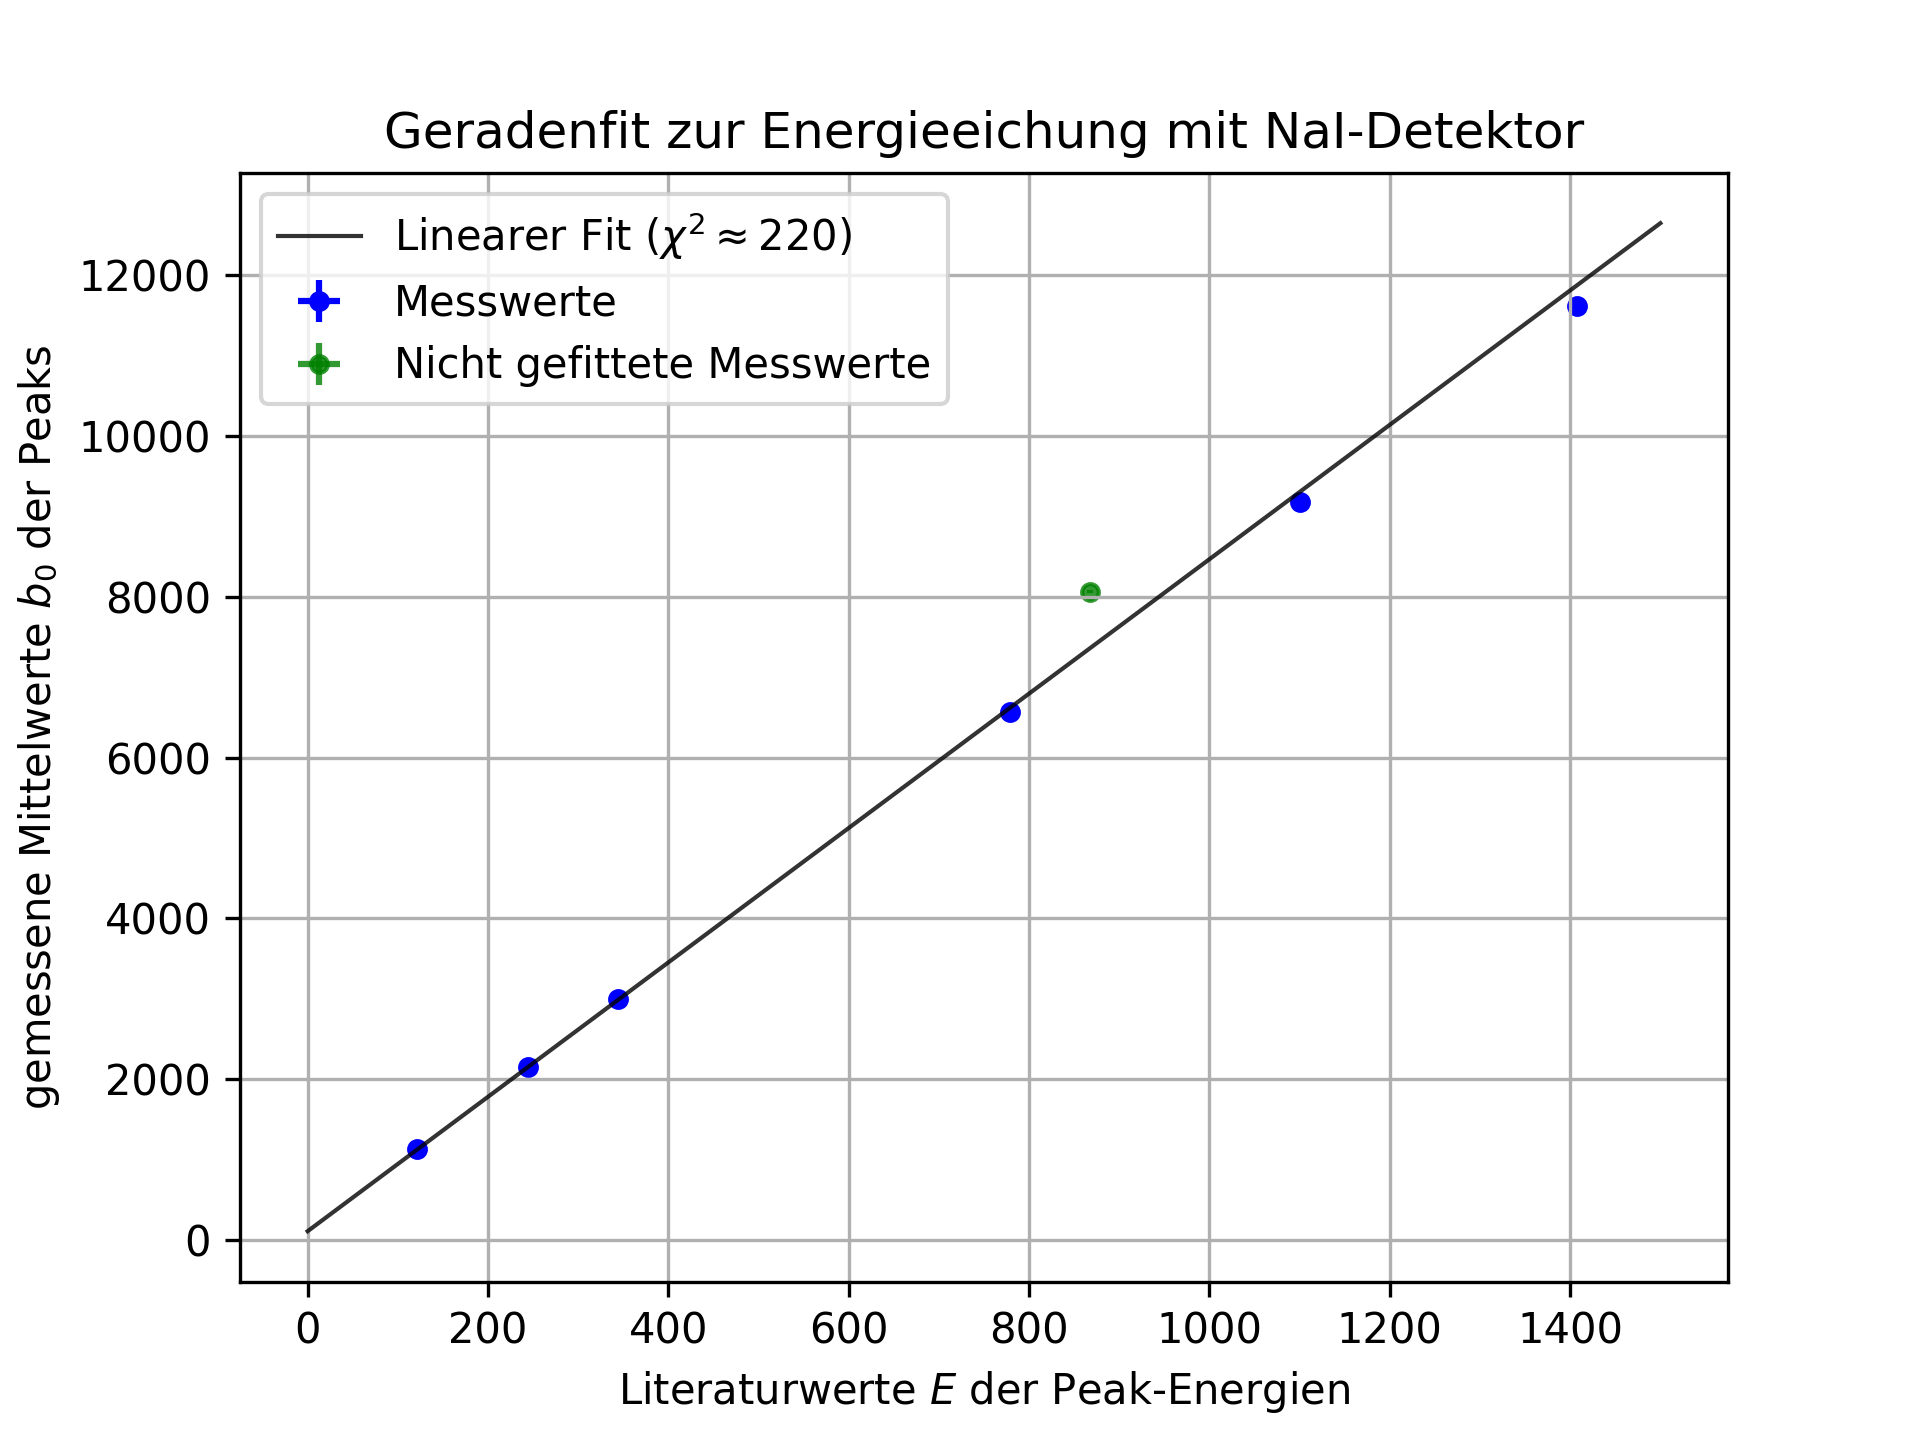 Geradenfit zur Energieeichung mit NaI-Detektor
Linearer Fit (χ² ≈ 220)
Messwerte
Nicht gefittete Messwerte
gemessene Mittelwerte b₀ der Peaks
12000
10000
8000
6000
4000
2000
0
0 200 400 600 800 1000 1200 1400
Literaturwerte E der Peak-Energien